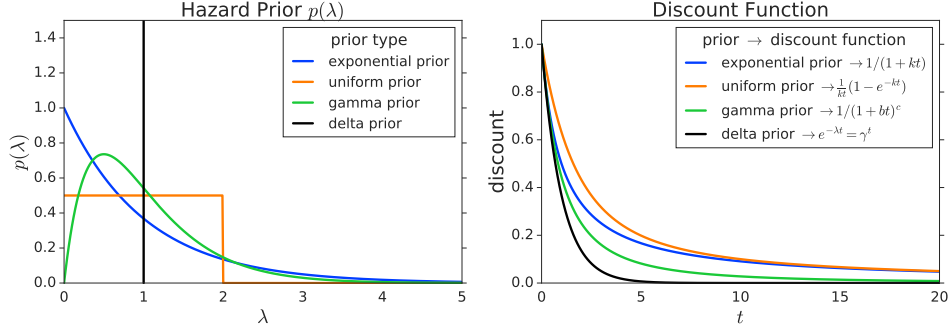 Hazard Prior p(λ)
prior type
exponential prior
uniform prior
gamma prior
delta prior
p(λ)
1.4
1.2
1.0
0.8
0.6
0.4
0.2
0.0
0 1 2 3 4 5
λ
Discount Function
prior → discount function
exponential prior → 1/(1 + kt)
uniform prior → 1/kt (1 − e^{−kt})
gamma prior → 1/(1 + bt)^c
delta prior → e^{−λt} = γ^t
discount
1.0
0.8
0.6
0.4
0.2
0.0
0 5 10 15 20
t